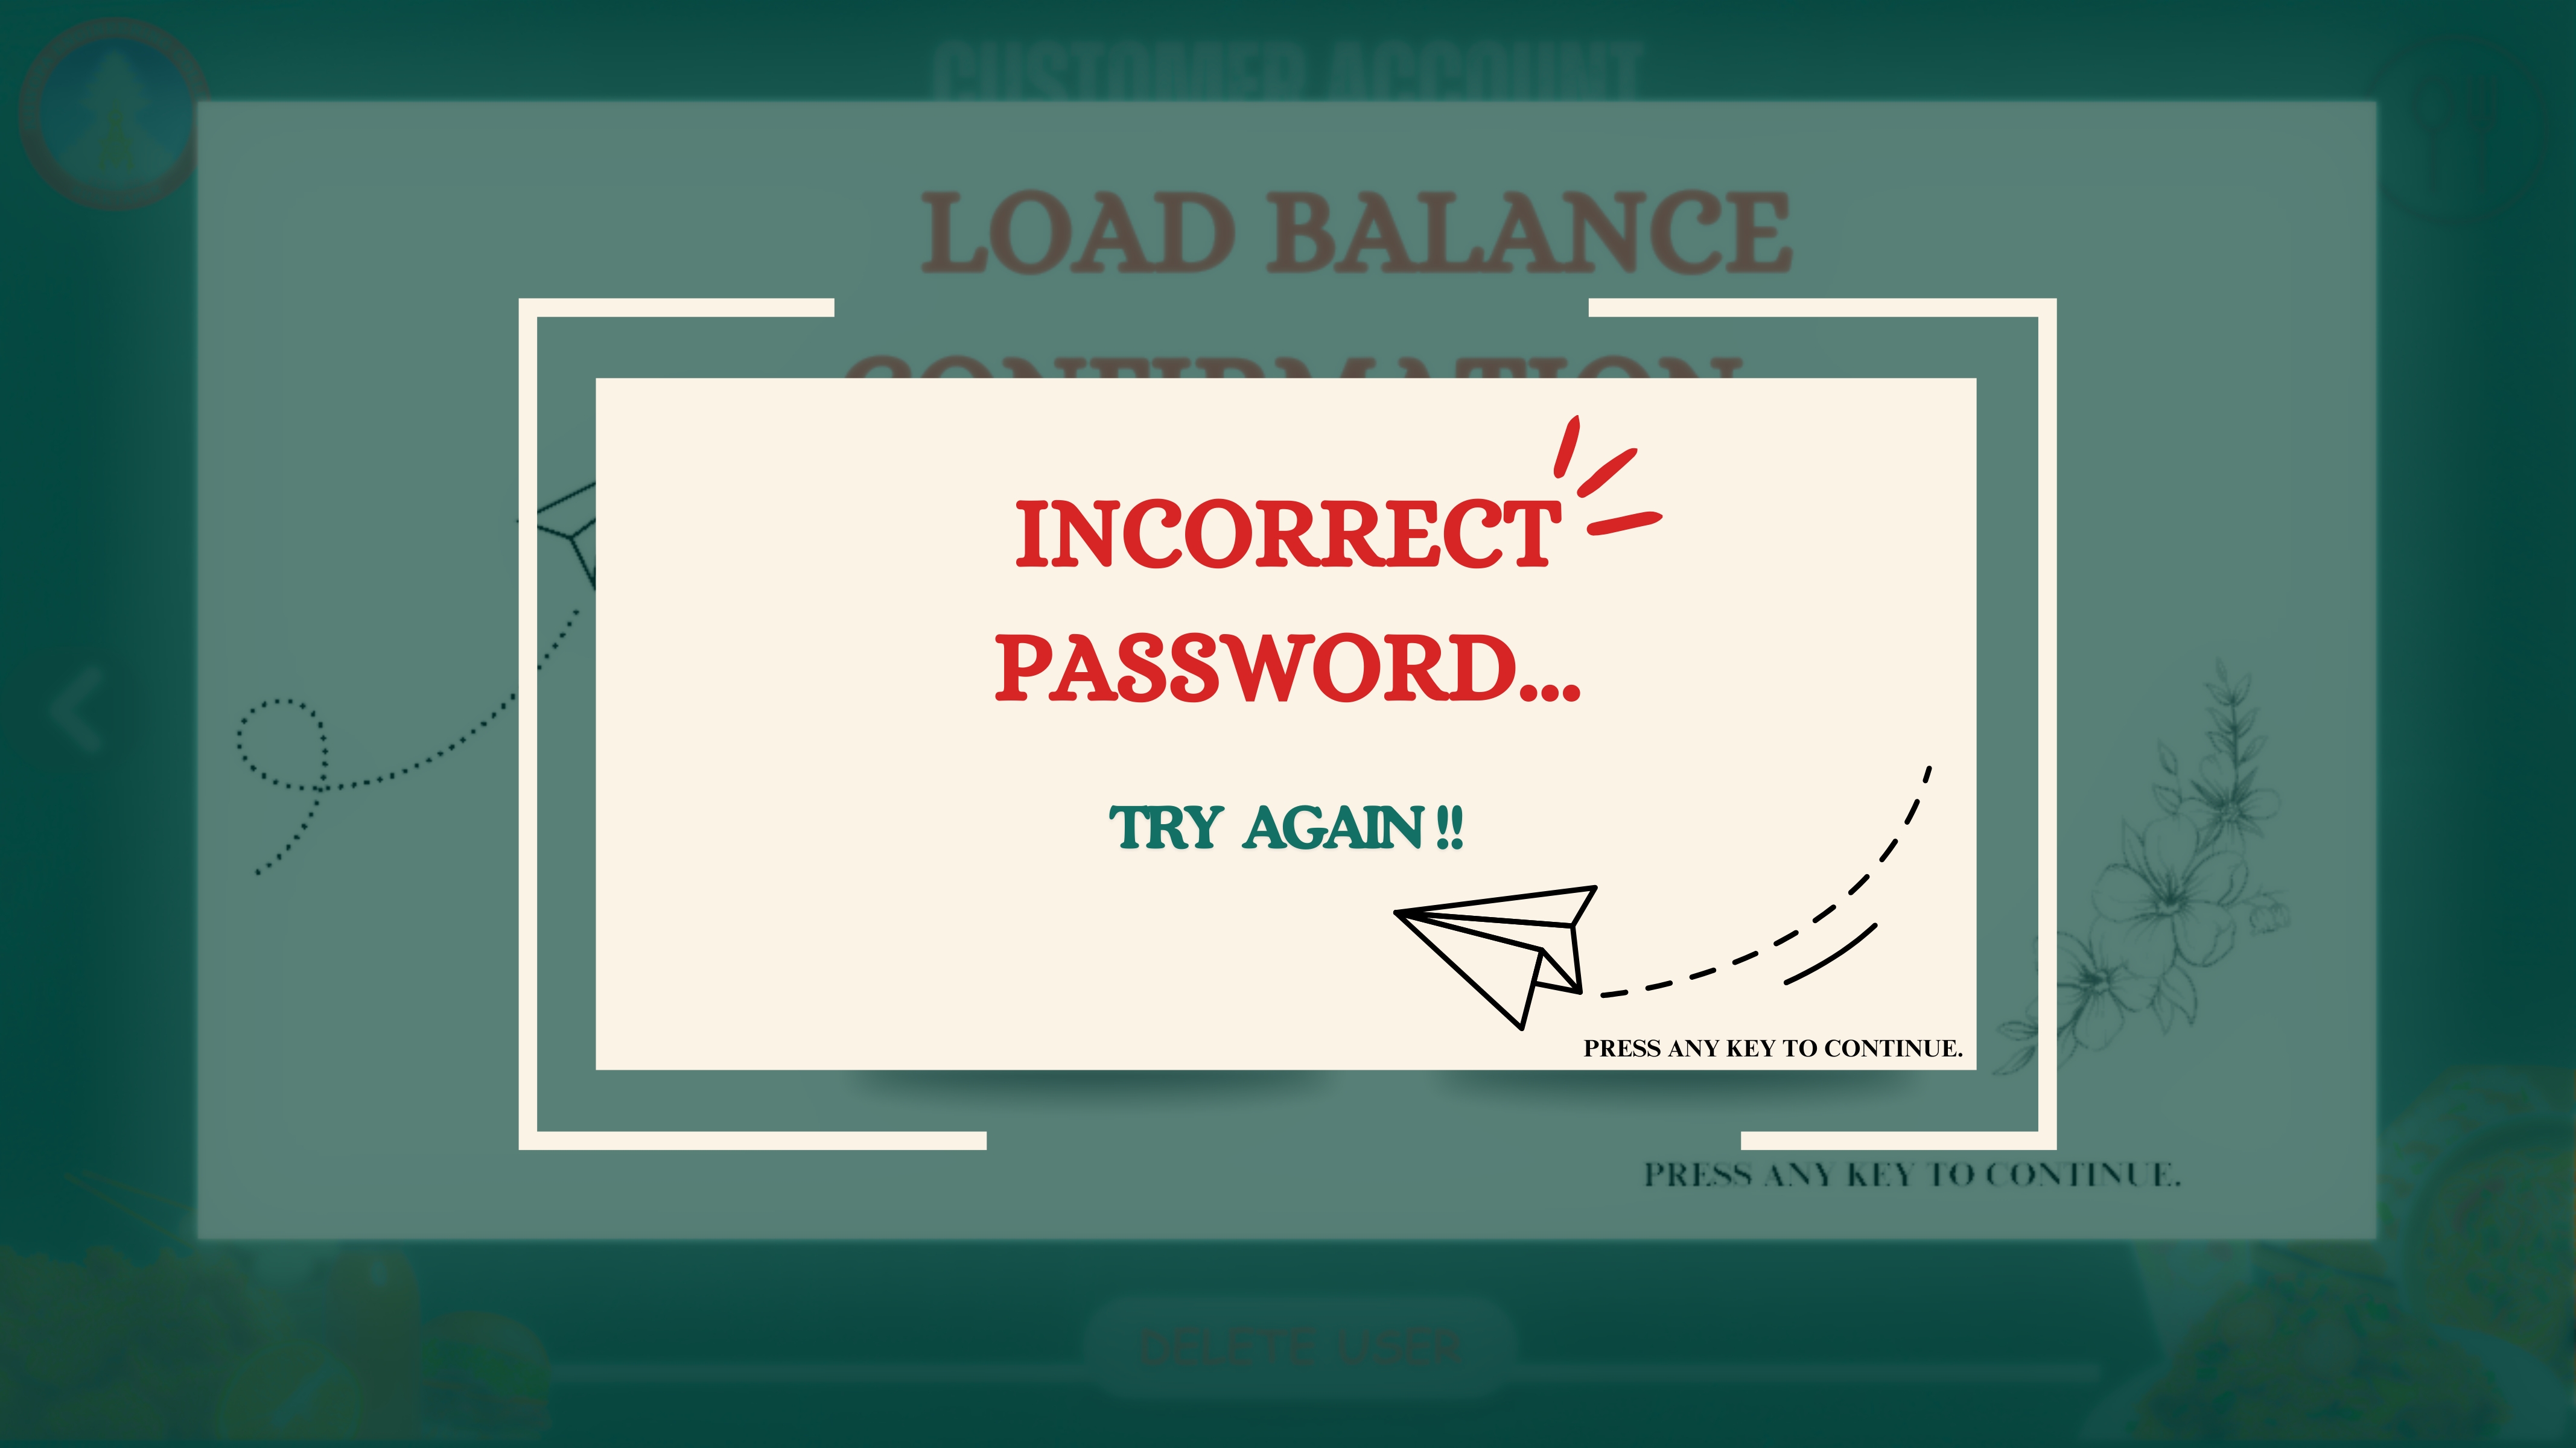 CUSTOMER ACCOUNT
LOAD BALANCE
CONFIRMATION
INCORRECT
PASSWORD...
TRY AGAIN !!
PRESS ANY KEY TO CONTINUE.
PRESS ANY KEY TO CONTINUE.
DELETE USER